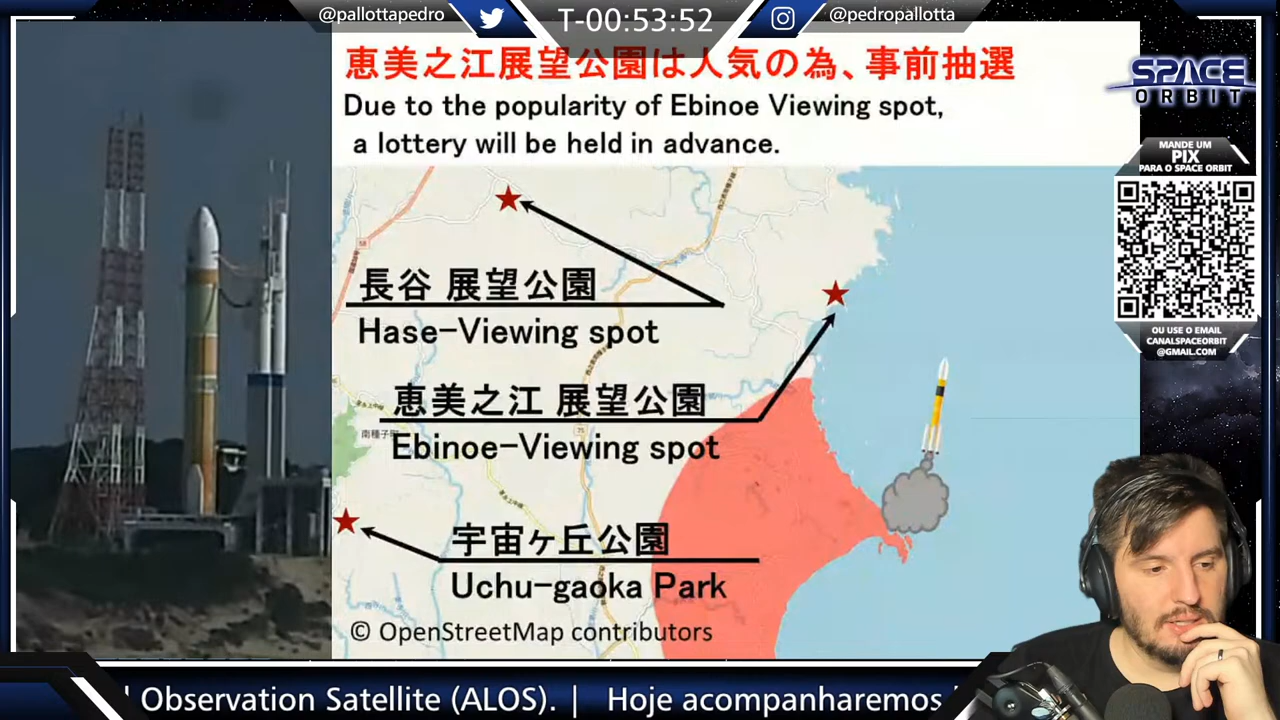 @pallottapedro
T-00:53:52
@pedropallotta
恵美之江展望公園は人気の為、事前抽選
Due to the popularity of Ebinoe Viewing spot,
a lottery will be held in advance.
SPACE
ORBIT
MANDE UM
PIX
PARA O SPACE ORBIT
長谷 展望公園
Hase-Viewing spot
恵美之江 展望公園
Ebinoe-Viewing spot
OU USE O EMAIL
CANALSPACEORBIT
@GMAIL.COM
宇宙ヶ丘公園
Uchu-gaoka Park
© OpenStreetMap contributors
Observation Satellite (ALOS). | Hoje acompanharemos